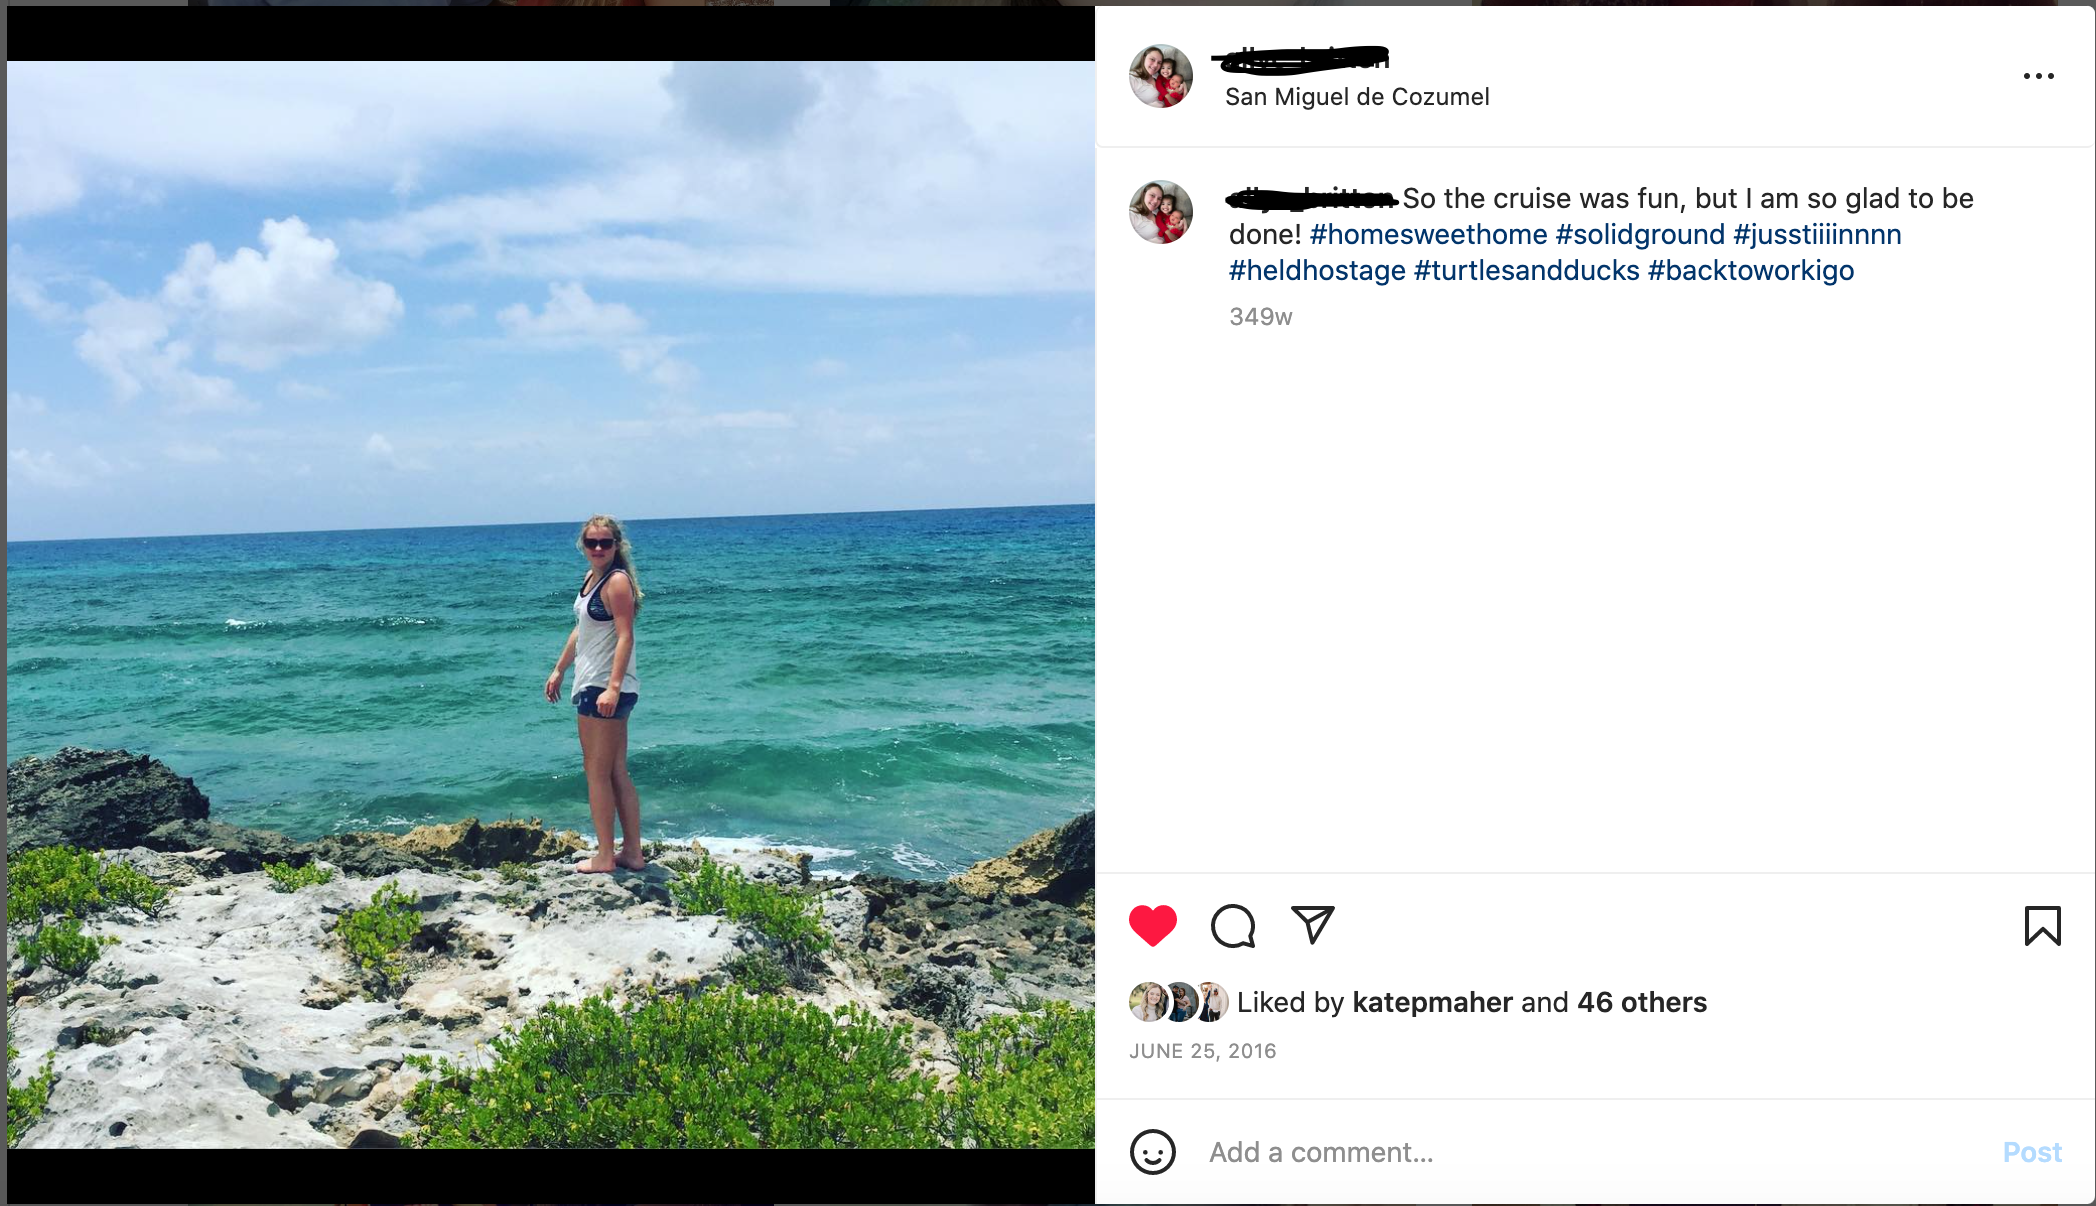 San Miguel de Cozumel
So the cruise was fun, but I am so glad to be
done! #homesweethome #solidground #jusstiiiinnnn
#heldhostage #turtlesandducks #backtoworkigo
349w
Liked by katepmaher and 46 others
JUNE 25, 2016
Add a comment...
Post